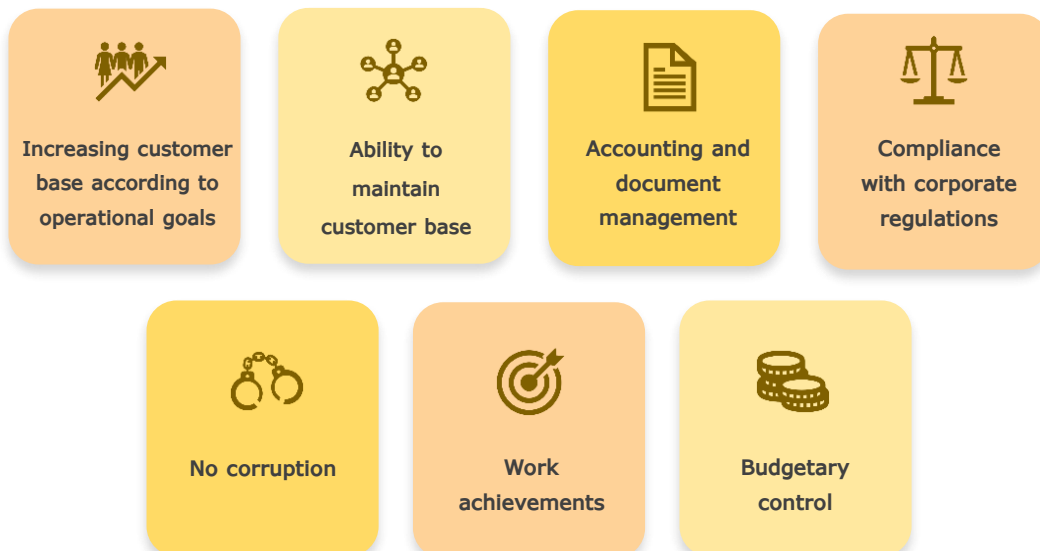 Increasing customer
base according to
operational goals
Ability to
maintain
customer base
Accounting and
document
management
Compliance
with corporate
regulations
No corruption
Work
achievements
Budgetary
control